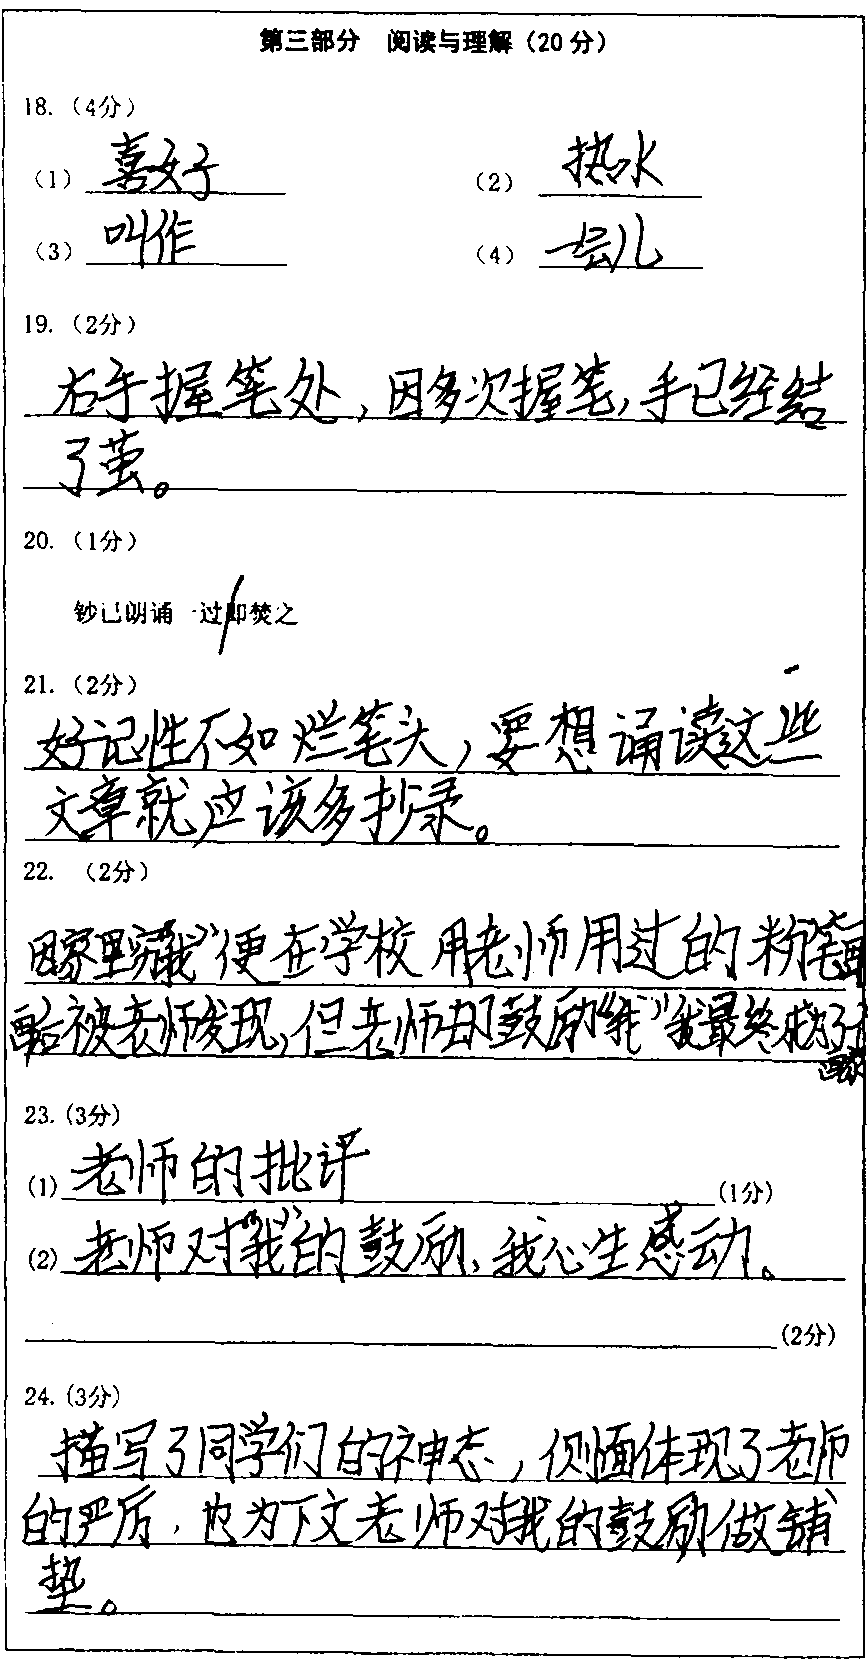 第三部分 阅读与理解（20分）
18.（4分）
（1）喜好 （2）热水
（3）叫作 （4）一会儿
19.（2分）
右手握笔处，因多次握笔，手已经结
了茧。
20.（1分）
钞已朗诵一过/即焚之
21.（2分）
好记性不如烂笔头，要想诵读这些
文章就应该多抄录。
22.（2分）
因家里穷“我”便在学校用老师用过的粉笔画
画后被老师发现，但老师却鼓励“我”我最终成为了
画家
23.(3分)
(1)老师的批评(1分)
(2)老师对“我”的鼓励，我心生感动。
(2分)
24.(3分)
描写了同学们的神态，侧面体现了老师
的严厉，也为下文老师对我的鼓励做铺
垫。